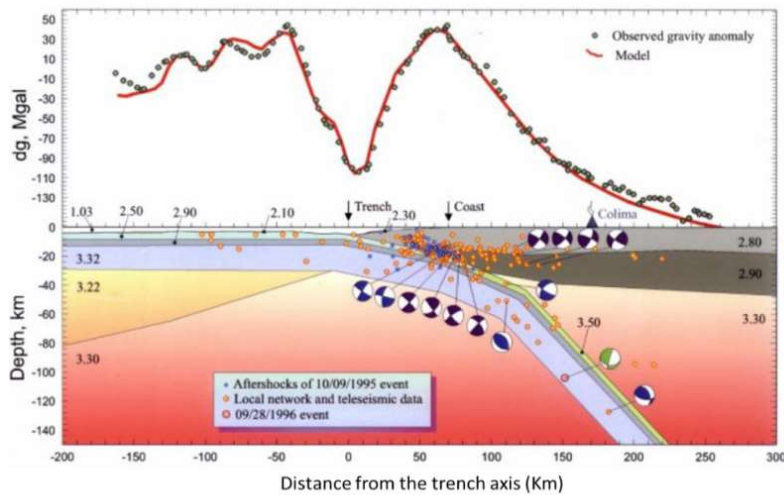 50
30
10
-10
-30
-50
-70
-90
-110
dg, Mgal
Observed gravity anomaly
Model
Trench
Coast
Colima
1.03
2.50
2.90
2.10
2.30
2.80
2.90
3.30
3.32
3.22
3.30
3.50
0
-20
-40
-60
-80
-100
-120
-140
Depth, km
Aftershocks of 10/09/1995 event
Local network and teleseismic data
09/28/1996 event
-200 -150 -100 -50 0 50 100 150 200 250 300
Distance from the trench axis (Km)